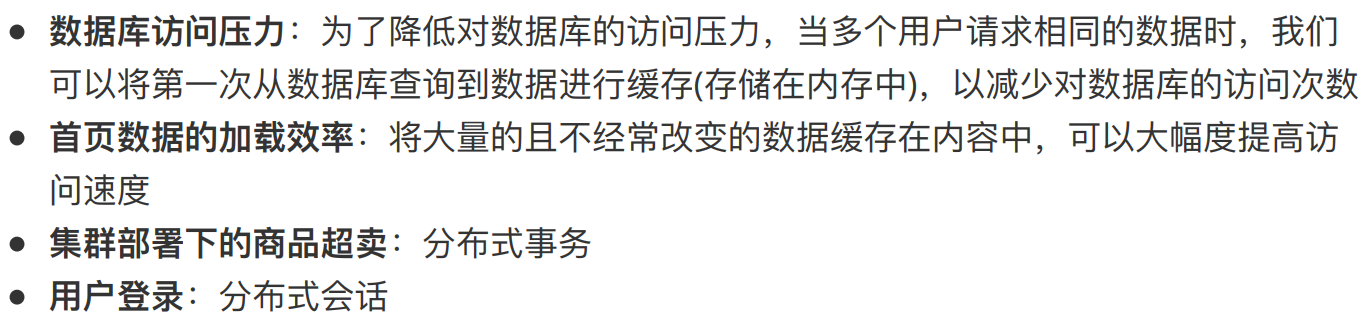 ● 数据库访问压力：为了降低对数据库的访问压力，当多个用户请求相同的数据时，我们
可以将第一次从数据库查询到数据进行缓存(存储在内存中)，以减少对数据库的访问次数
● 首页数据的加载效率：将大量的且不经常改变的数据缓存在内容中，可以大幅度提高访
问速度
● 集群部署下的商品超卖：分布式事务
● 用户登录：分布式会话